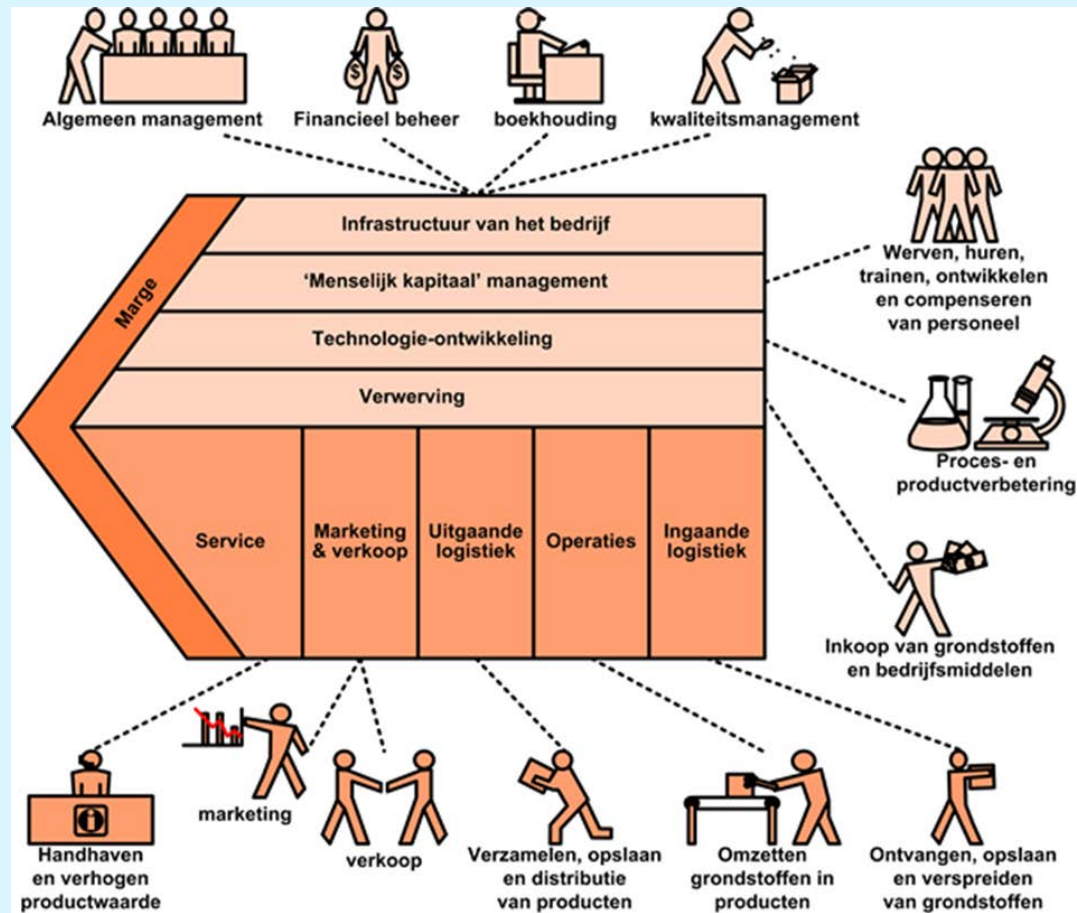 Algemeen management
Financieel beheer
boekhouding
kwaliteitsmanagement
Infrastructuur van het bedrijf
‘Menselijk kapitaal’ management
Technologie-ontwikkeling
Verwerving
Marge
Werven, huren,
trainen, ontwikkelen
en compenseren
van personeel
Proces- en
productverbetering
Inkoop van grondstoffen
en bedrijfsmiddelen
Service
Marketing
& verkoop
Uitgaande
logistiek
Operaties
Ingaande
logistiek
Handhaven
en verhogen
productwaarde
marketing
verkoop
Verzamelen, opslaan
en distributie
van producten
Omzetten
grondstoffen in
producten
Ontvangen, opslaan
en verspreiden
van grondstoffen